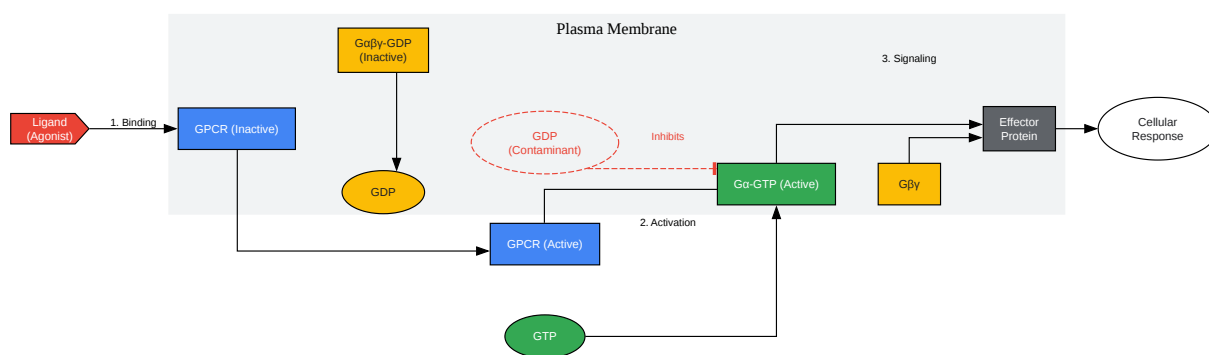 Plasma Membrane
Gαβγ-GDP
(Inactive)
3. Signaling
Ligand
(Agonist)
1. Binding
GPCR (Inactive)
GDP
(Contaminant)
Inhibits
Effector
Protein
Cellular
Response
GDP
Gα-GTP (Active)
Gβγ
2. Activation
GPCR (Active)
GTP